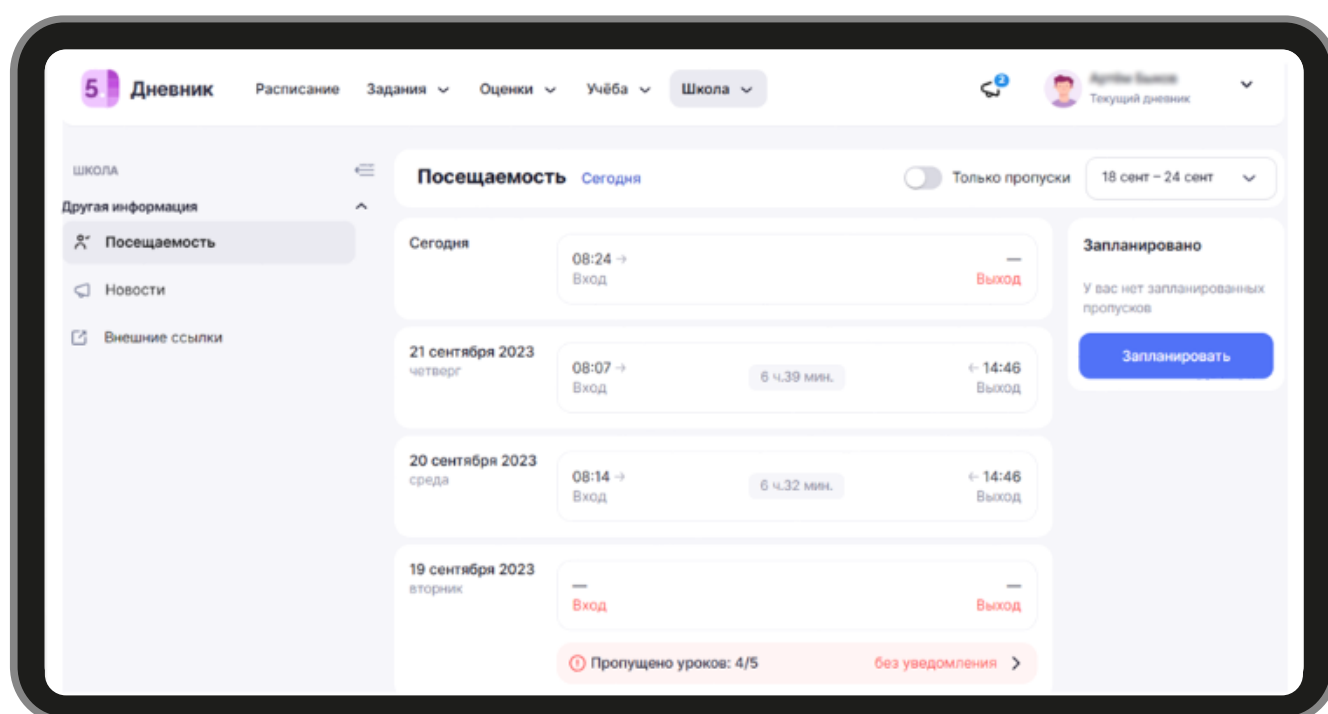 5. Дневник Расписание Задания Оценки Учёба Школа 2
Текущий дневник
ШКОЛА
Другая информация
Посещаемость
Новости
Внешние ссылки
Посещаемость Сегодня Только пропуски 18 сент – 24 сент
Сегодня
08:24 → —
Вход Выход
21 сентября 2023
четверг
08:07 → 6 ч.39 мин. ← 14:46
Вход Выход
20 сентября 2023
среда
08:14 → 6 ч.32 мин. ← 14:46
Вход Выход
19 сентября 2023
вторник
— —
Вход Выход
Пропущено уроков: 4/5 без уведомления
Запланировано
У вас нет запланированных
пропусков
Запланировать